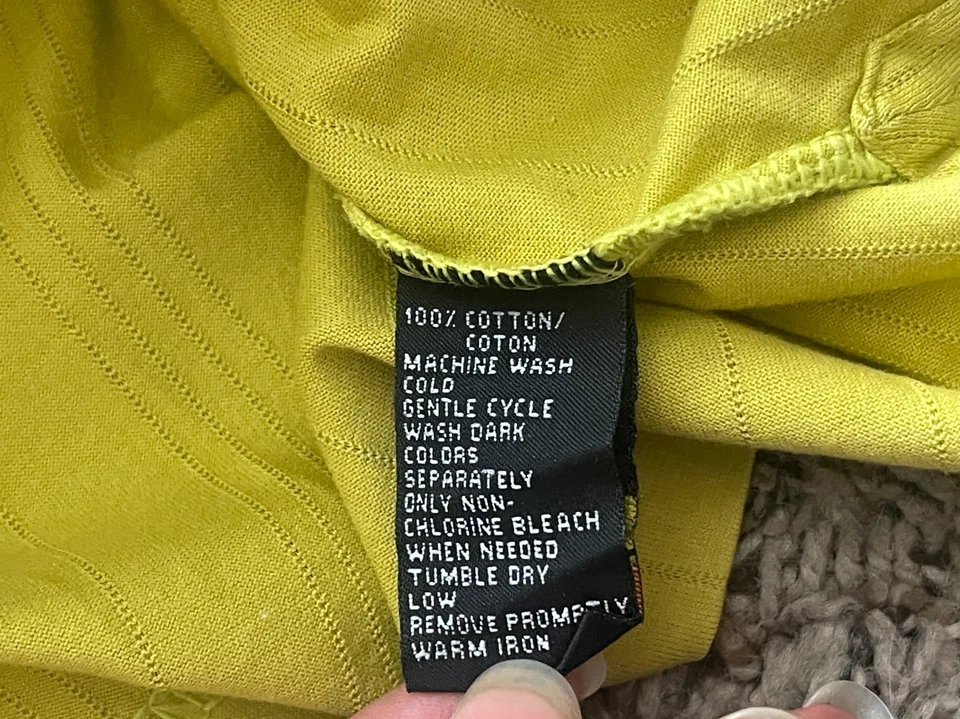 100% COTTON/
COTON
MACHINE WASH
COLD
GENTLE CYCLE
WASH DARK
COLORS
SEPARATELY
ONLY NON-
CHLORINE BLEACH
WHEN NEEDED
TUMBLE DRY
LOW
REMOVE PROMPTLY
WARM IRON